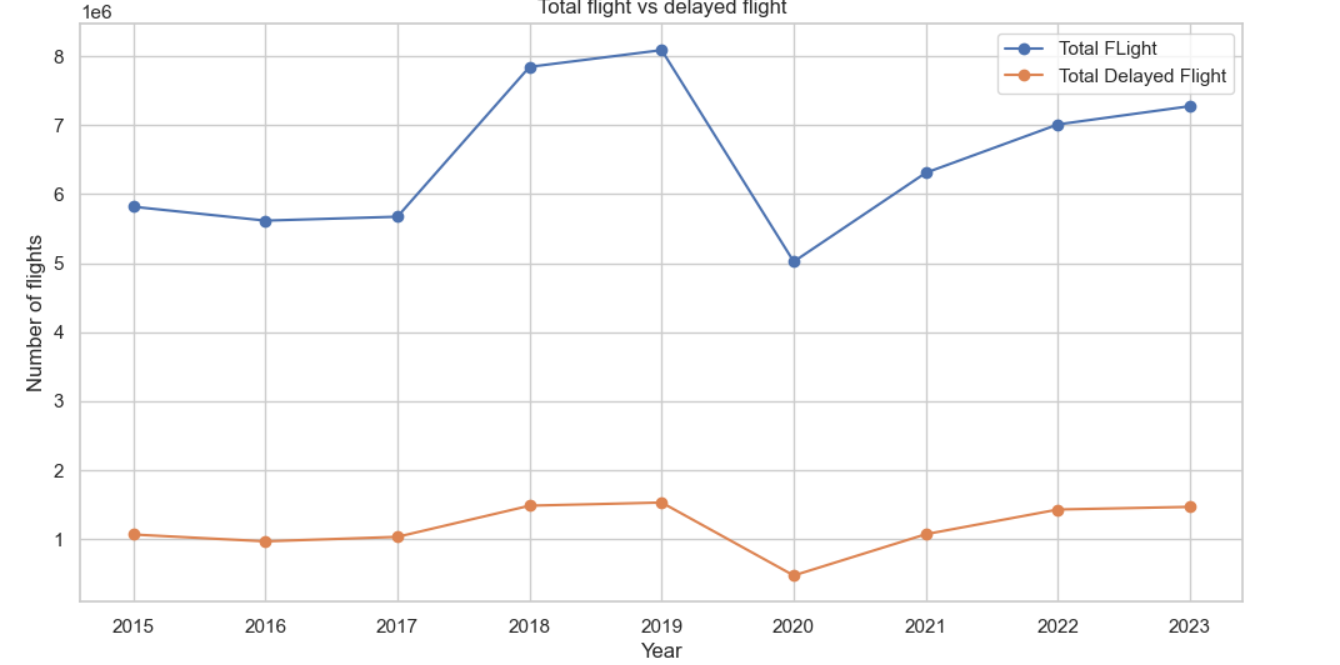 Total flight vs delayed flight
1e6
Total FLight
Total Delayed Flight
8
7
6
5
4
3
2
1
Number of flights
2015 2016 2017 2018 2019 2020 2021 2022 2023
Year